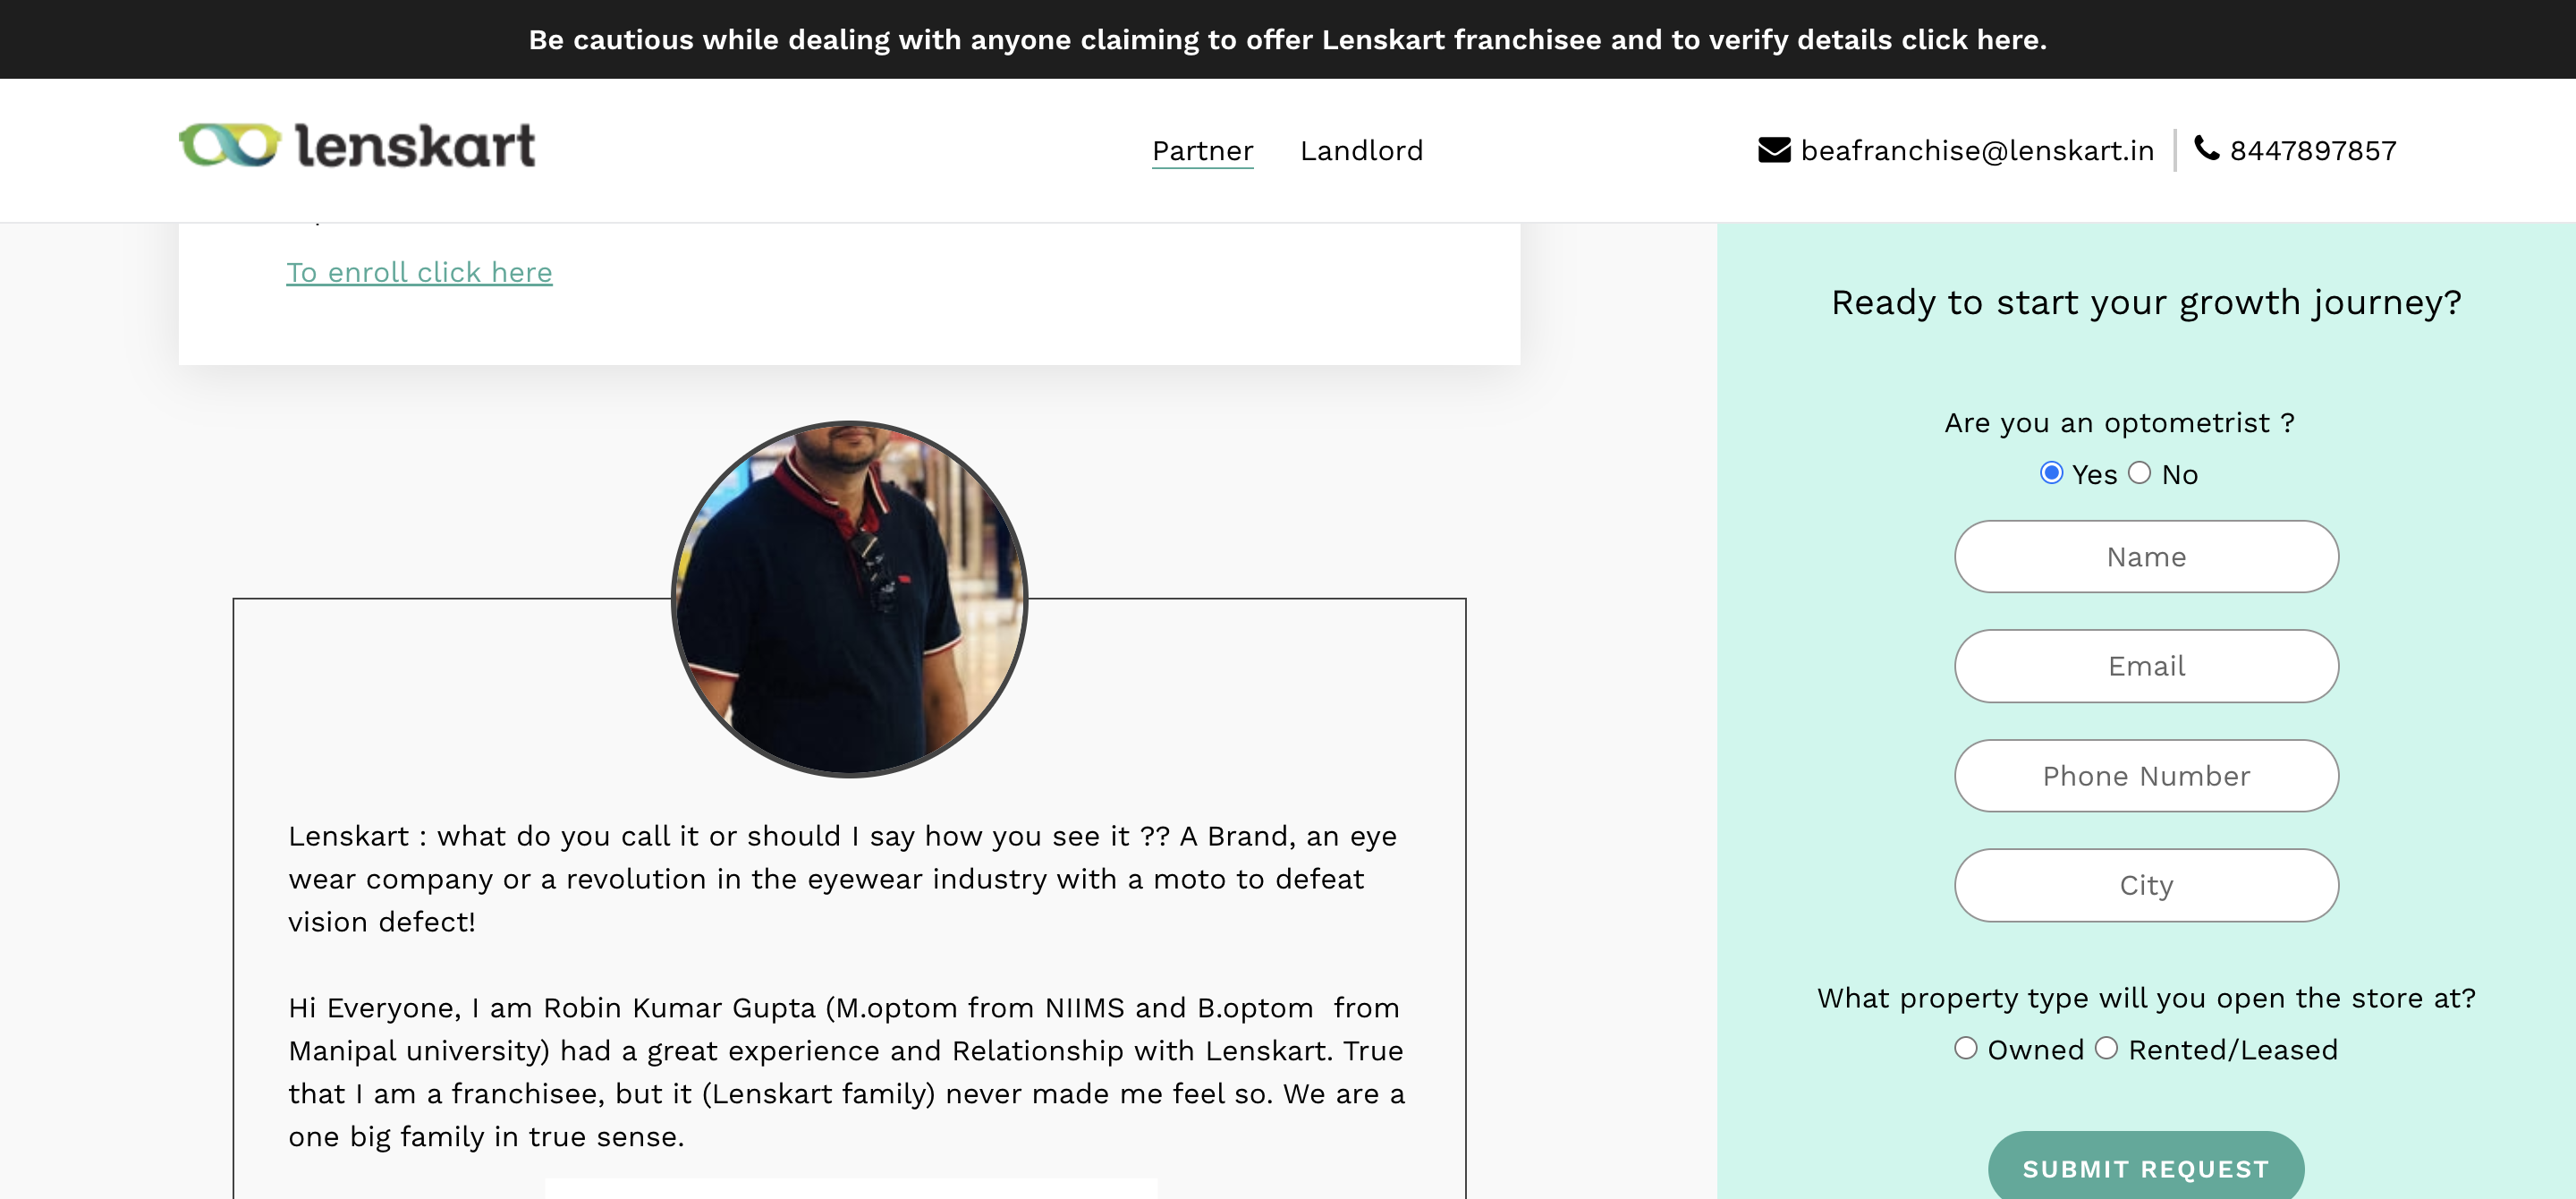 Be cautious while dealing with anyone claiming to offer Lenskart franchisee and to verify details click here.
lenskart
Partner
Landlord
beafranchise@lenskart.in
8447897857
To enroll click here
Lenskart : what do you call it or should I say how you see it ?? A Brand, an eye
wear company or a revolution in the eyewear industry with a moto to defeat
vision defect!
Hi Everyone, I am Robin Kumar Gupta (M.optom from NIIMS and B.optom  from
Manipal university) had a great experience and Relationship with Lenskart. True
that I am a franchisee, but it (Lenskart family) never made me feel so. We are a
one big family in true sense.
Ready to start your growth journey?
Are you an optometrist ?
Yes No
Name
Email
Phone Number
City
What property type will you open the store at?
Owned Rented/Leased
SUBMIT REQUEST